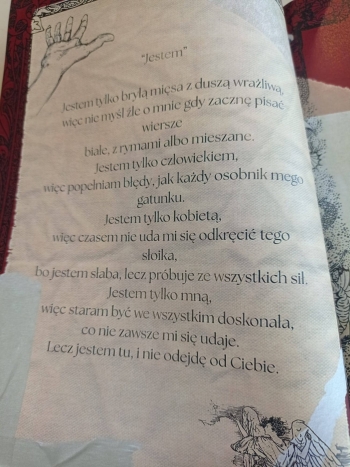 “Jestem”
Jestem tylko bryłą mięsa z duszą wrażliwą,
więc nie myśl źle o mnie gdy zacznę pisać
wiersze
białe, z rymami albo mieszane.
Jestem tylko człowiekiem,
więc popełniam błędy, jak każdy osobnik mego
gatunku.
Jestem tylko kobietą,
więc czasem nie uda mi się odkręcić tego
słoika,
bo jestem słaba, lecz próbuje ze wszystkich sił.
Jestem tylko mną,
więc staram być we wszystkim doskonała,
co nie zawsze mi się udaje.
Lecz jestem tu, i nie odejdę od Ciebie.